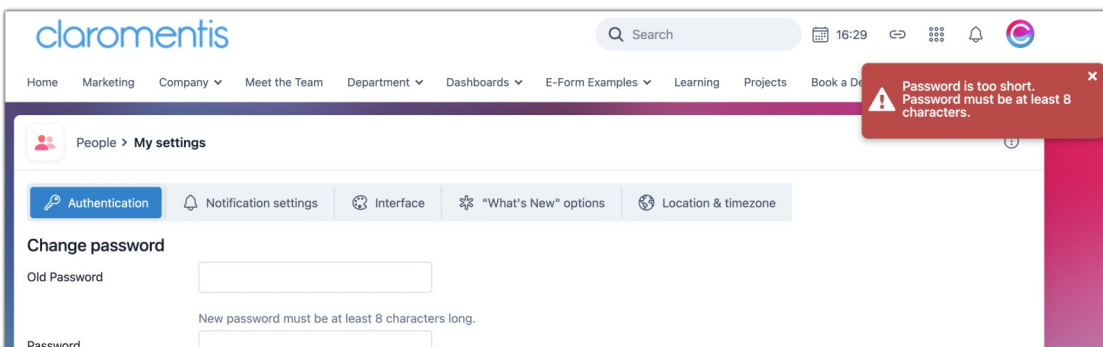 claromentis
Search
16:29
Home Marketing Company Meet the Team Department Dashboards E-Form Examples Learning Projects Book a De
Password is too short.
Password must be at least 8
characters.
People > My settings
Authentication Notification settings Interface "What's New" options Location & timezone
Change password
Old Password
New password must be at least 8 characters long.
Password